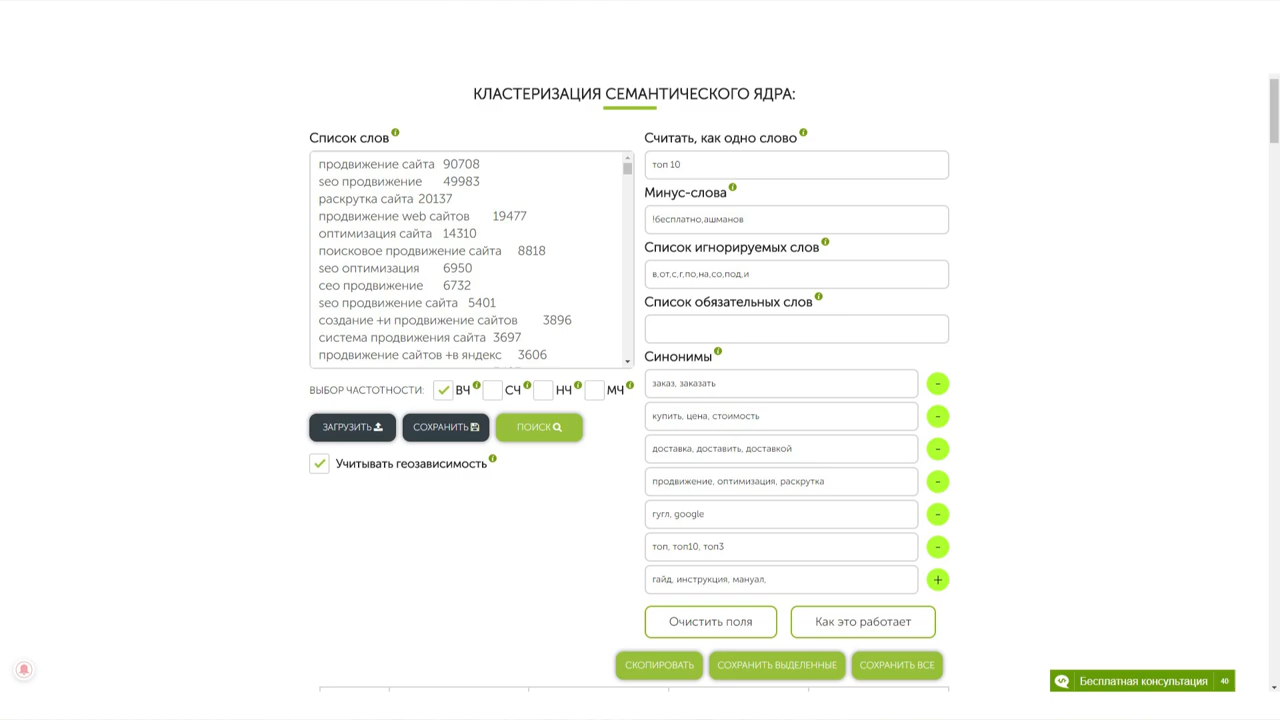 КЛАСТЕРИЗАЦИЯ СЕМАНТИЧЕСКОГО ЯДРА:
Список слов
продвижение сайта 90708
seo продвижение 49983
раскрутка сайта 20137
продвижение web сайтов 19477
оптимизация сайта 14310
поисковое продвижение сайта 8818
seo оптимизация 6950
сео продвижение 6732
seo продвижение сайта 5401
создание +и продвижение сайтов 3896
система продвижения сайта 3697
продвижение сайтов +в яндекс 3606
ВЫБОР ЧАСТОТНОСТИ: ВЧ СЧ НЧ МЧ
ЗАГРУЗИТЬ СОХРАНИТЬ ПОИСК
Учитывать геозависимость
Считать, как одно слово
топ 10
Минус-слова
!бесплатно,ашманов
Список игнорируемых слов
в,от,с,г,по,на,со,под,и
Список обязательных слов
Синонимы
заказ, заказать -
купить, цена, стоимость -
доставка, доставить, доставкой -
продвижение, оптимизация, раскрутка -
гугл, google -
топ, топ10, топ3 -
гайд, инструкция, мануал, +
Очистить поля Как это работает
СКОПИРОВАТЬ СОХРАНИТЬ ВЫДЕЛЕННЫЕ СОХРАНИТЬ ВСЕ
Бесплатная консультация 40